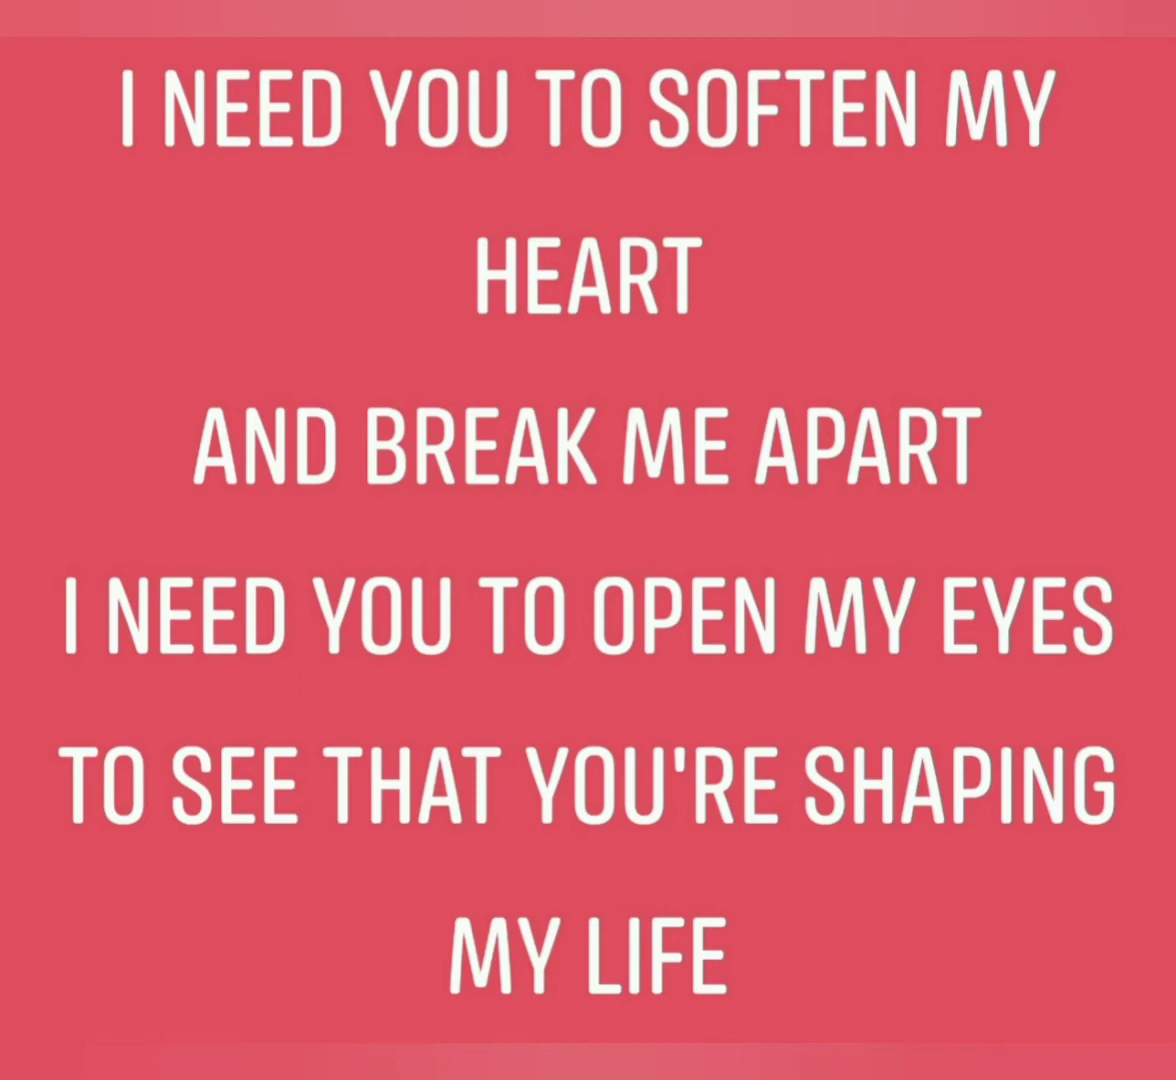 I NEED YOU TO SOFTEN MY
HEART
AND BREAK ME APART
I NEED YOU TO OPEN MY EYES
TO SEE THAT YOU'RE SHAPING
MY LIFE